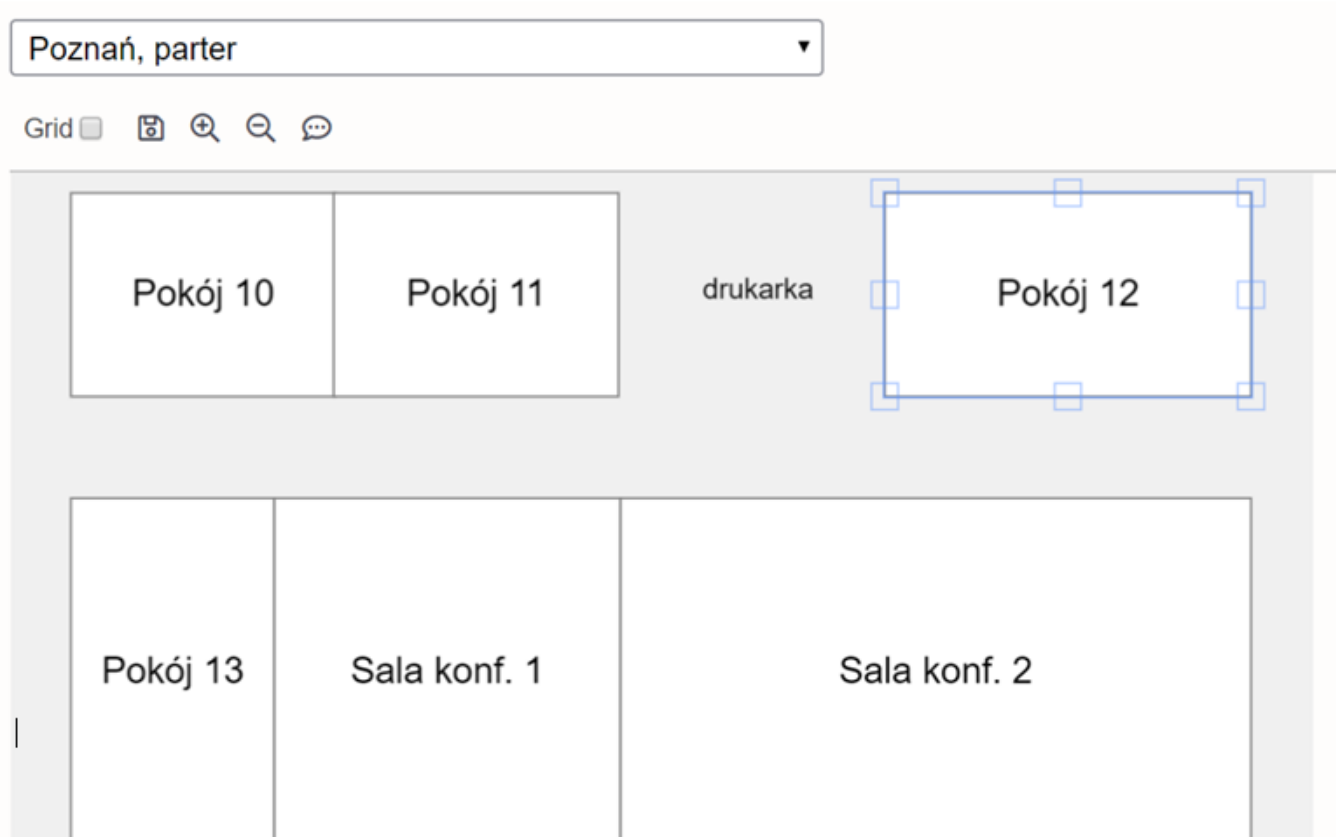 Poznań, parter
Grid
Pokój 10
Pokój 11
drukarka
Pokój 12
Pokój 13
Sala konf. 1
Sala konf. 2